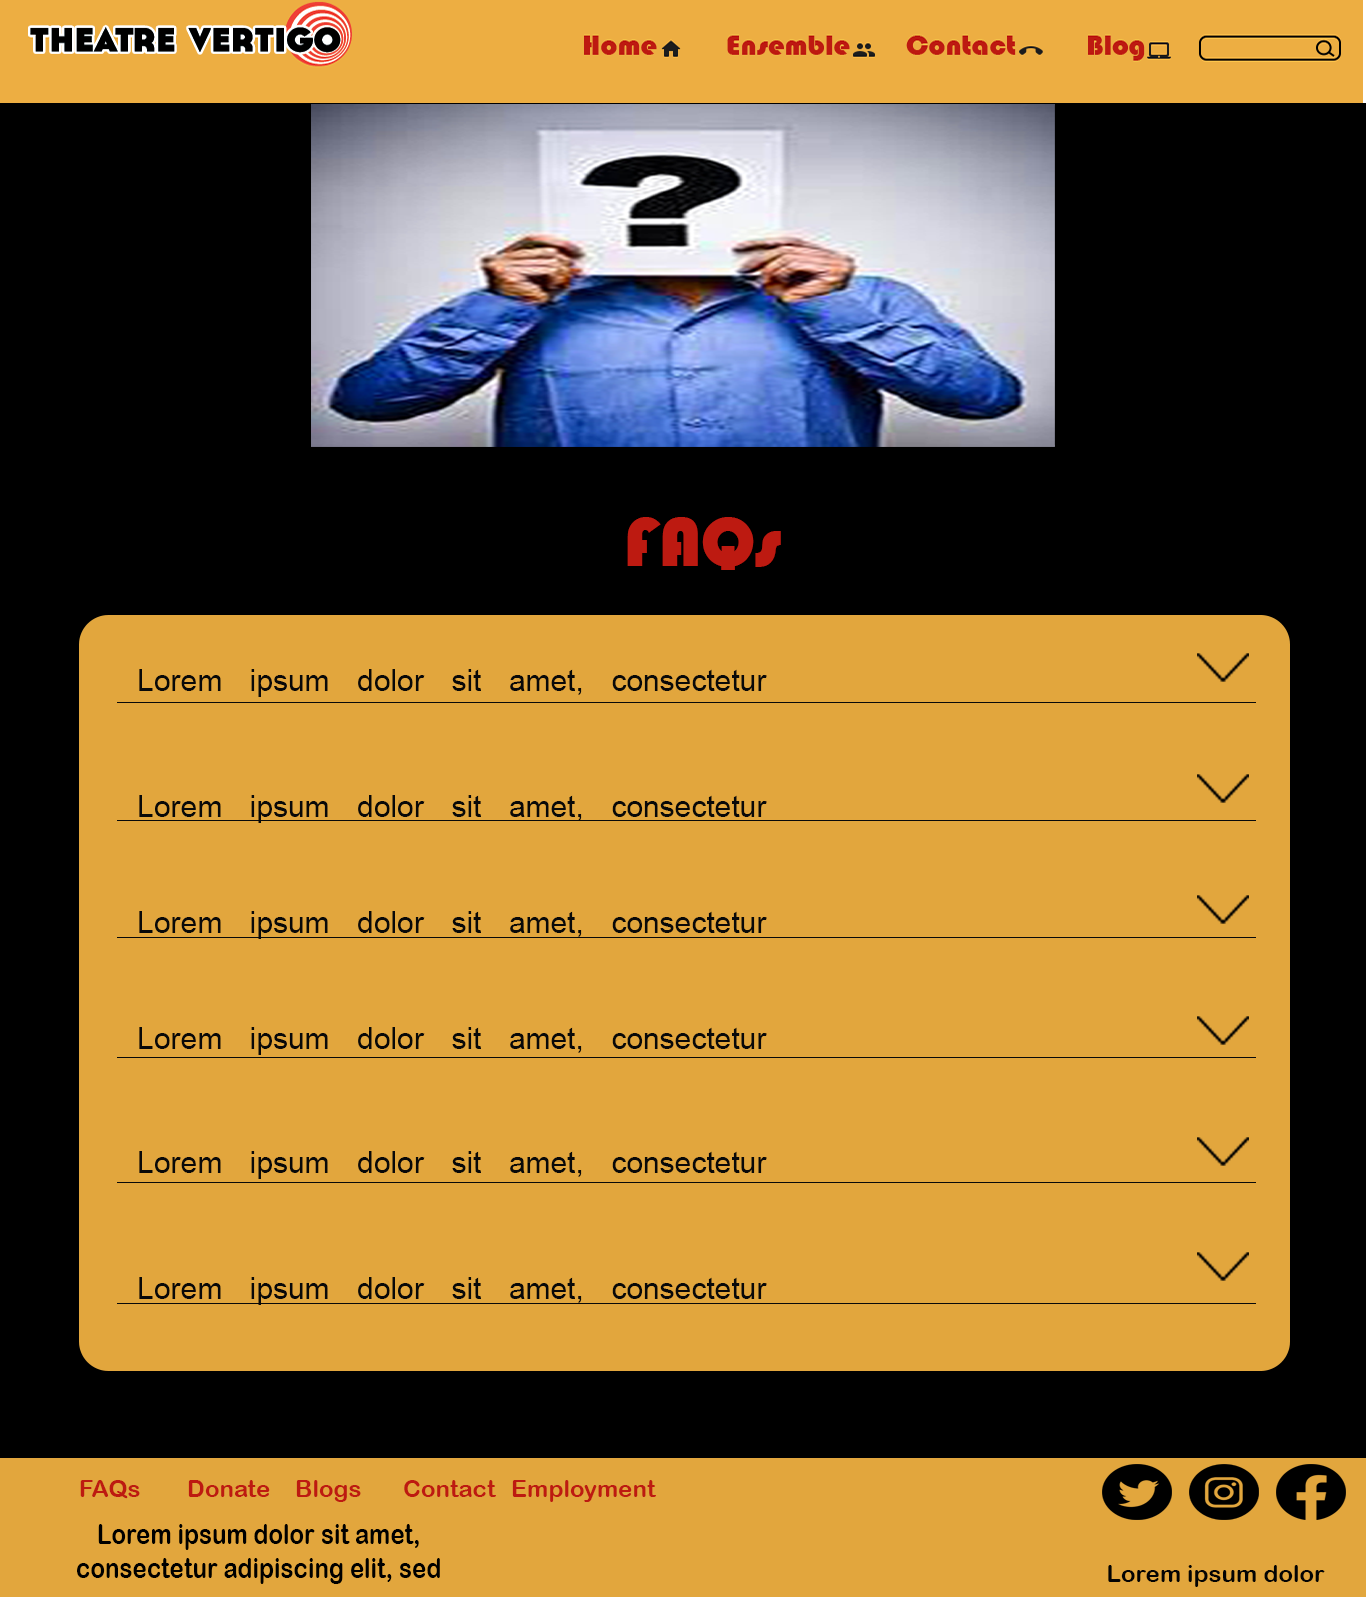 THEATRE VERTIGO
Home Ensemble Contact Blog
?
FAQs
Lorem ipsum dolor sit amet, consectetur
Lorem ipsum dolor sit amet, consectetur
Lorem ipsum dolor sit amet, consectetur
Lorem ipsum dolor sit amet, consectetur
Lorem ipsum dolor sit amet, consectetur
Lorem ipsum dolor sit amet, consectetur
FAQs Donate Blogs Contact Employment
Lorem ipsum dolor sit amet,
consectetur adipiscing elit, sed
Lorem ipsum dolor